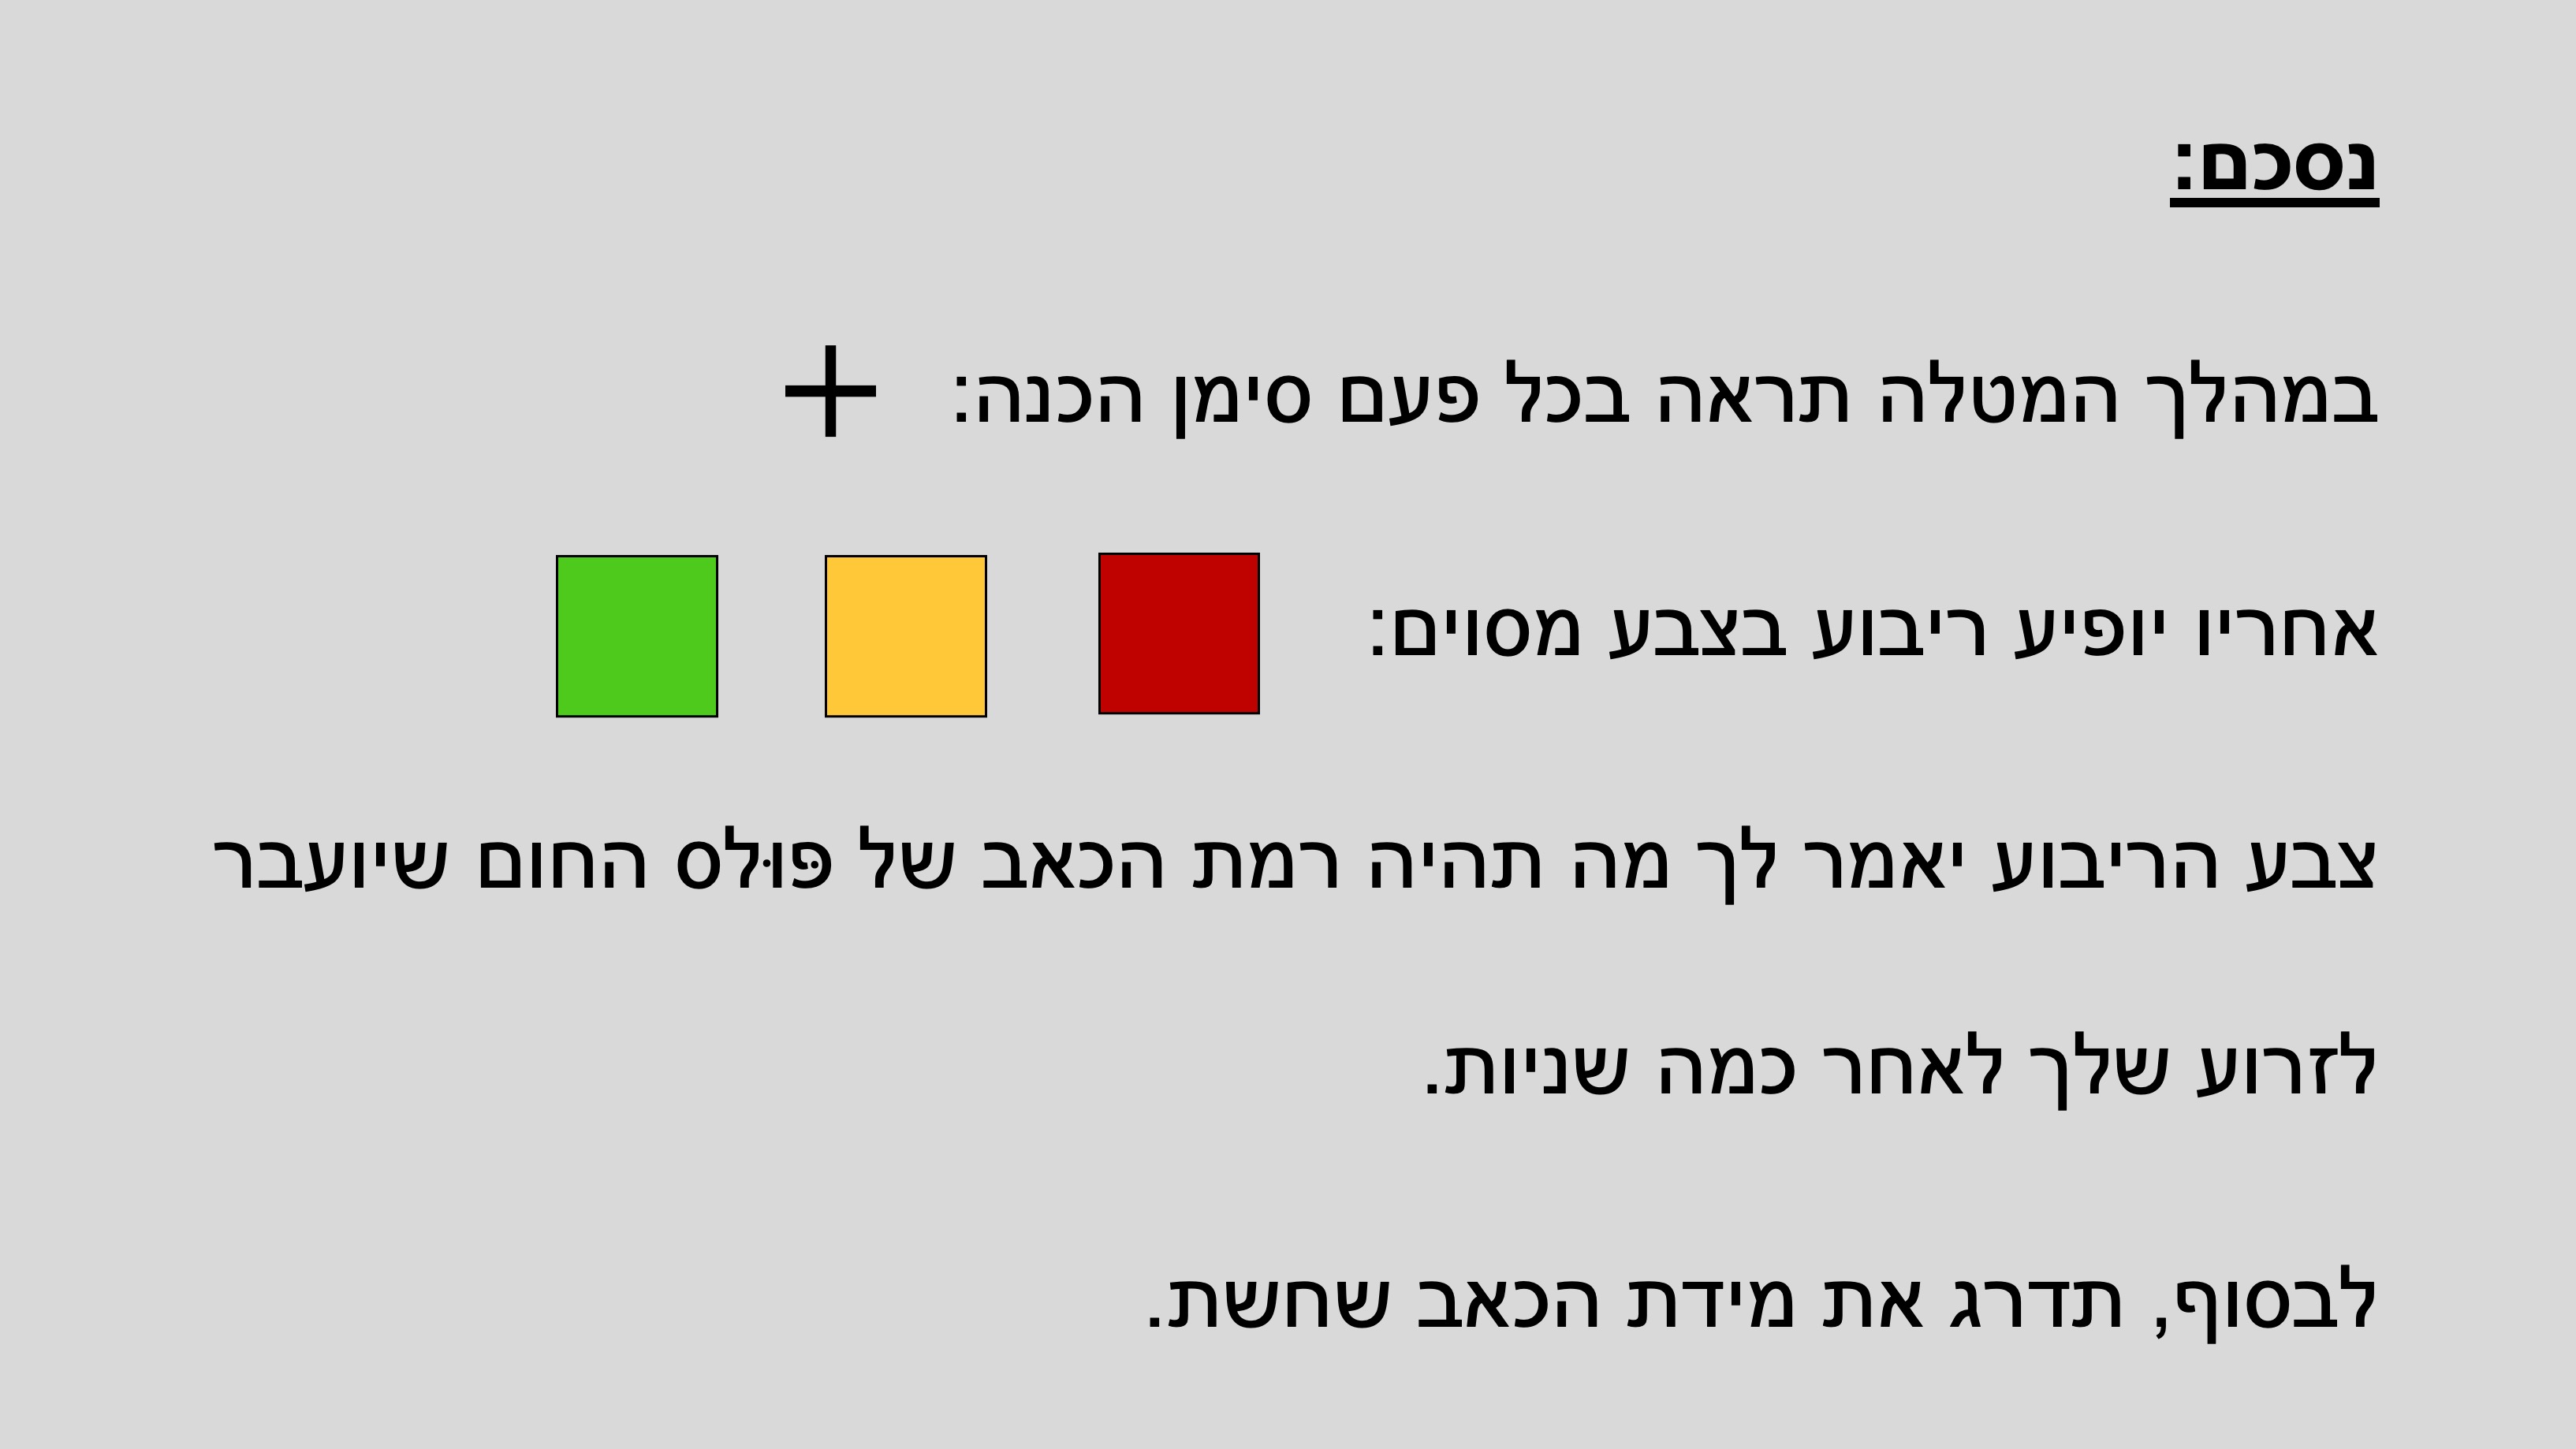 נסכם:
במהלך המטלה תראה בכל פעם סימן הכנה: +
אחריו יופיע ריבוע בצבע מסוים:
צבע הריבוע יאמר לך מה תהיה רמת הכאב של פּוּלס החום שיועבר
לזרוע שלך לאחר כמה שניות.
לבסוף, תדרג את מידת הכאב שחשת.